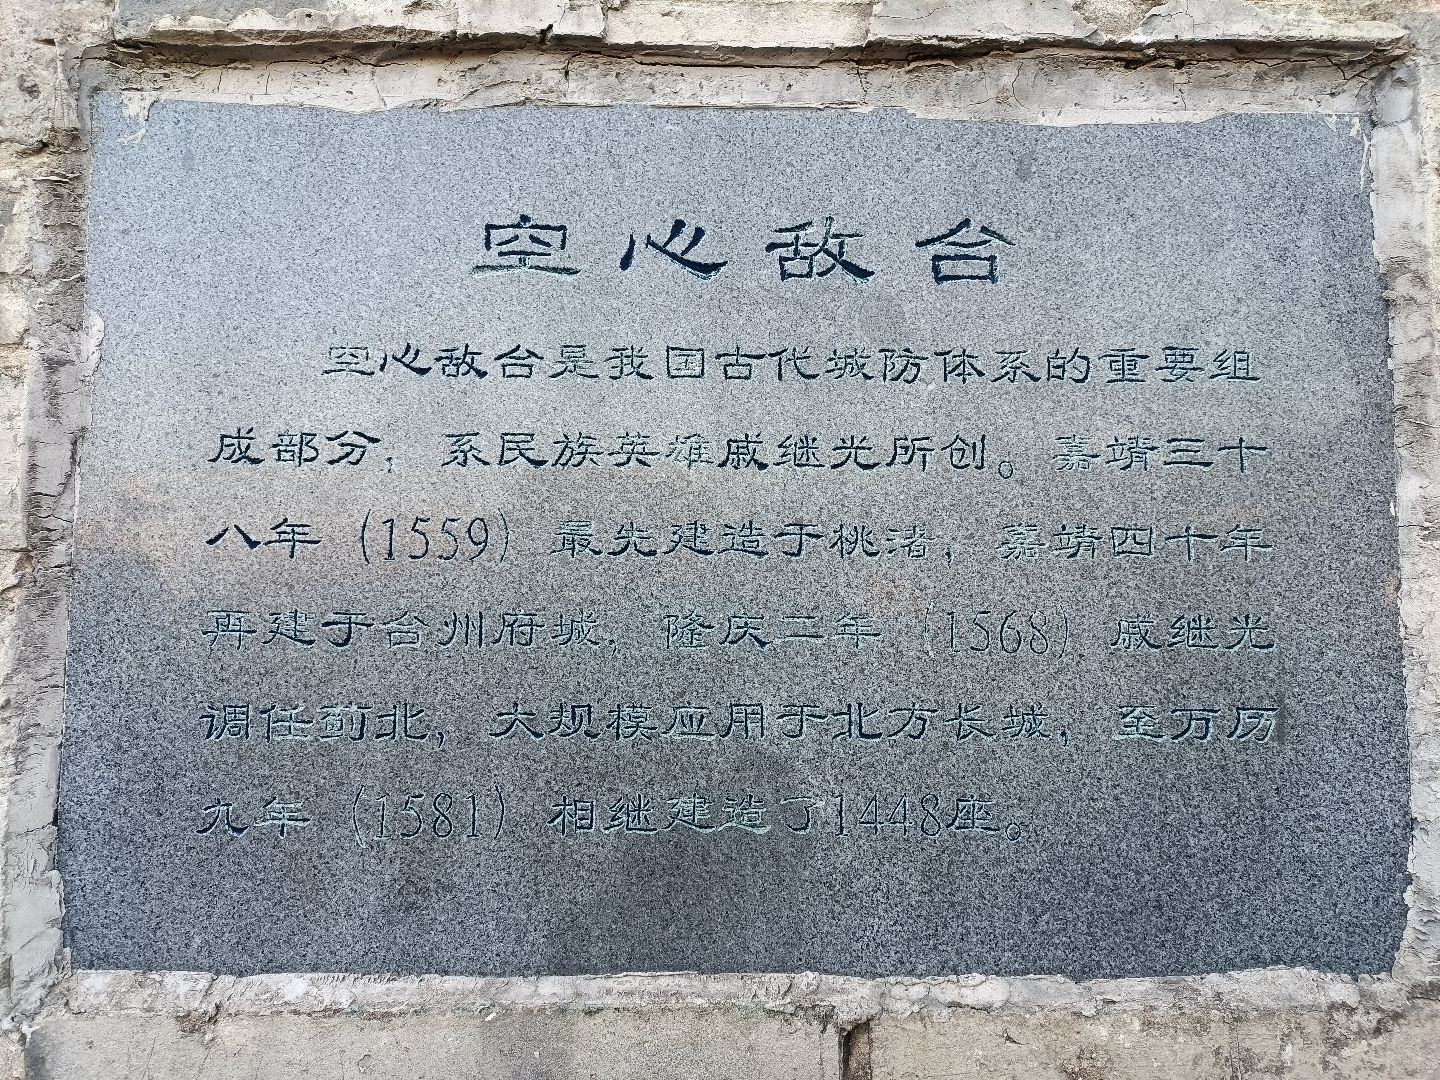 空心敌台
空心敌台是我国古代城防体系的重要组
成部分，系民族英雄戚继光所创。嘉靖三十
八年（1559）最先建造于桃渚，嘉靖四十年
再建于台州府城，隆庆二年（1568）戚继光
调任蓟北，大规模应用于北方长城，至万历
九年（1581）相继建造了1448座。